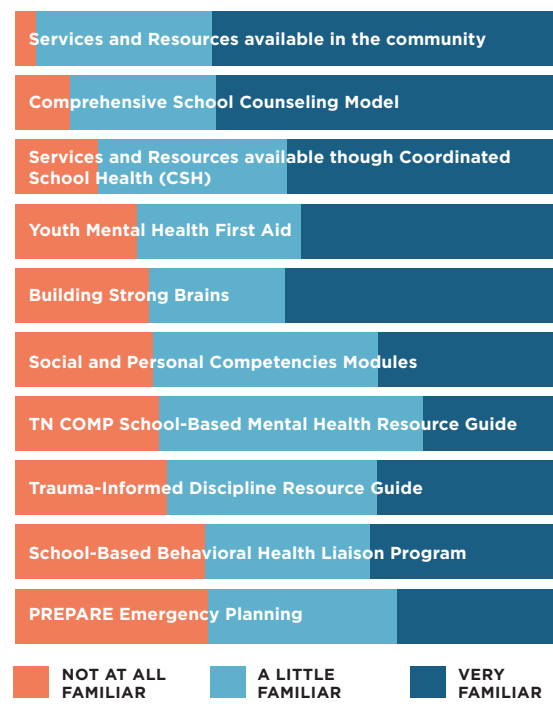 Services and Resources available in the community
Comprehensive School Counseling Model
Services and Resources available though Coordinated
School Health (CSH)
Youth Mental Health First Aid
Building Strong Brains
Social and Personal Competencies Modules
TN COMP School-Based Mental Health Resource Guide
Trauma-Informed Discipline Resource Guide
School-Based Behavioral Health Liaison Program
PREPARE Emergency Planning
NOT AT ALL
FAMILIAR
A LITTLE
FAMILIAR
VERY
FAMILIAR